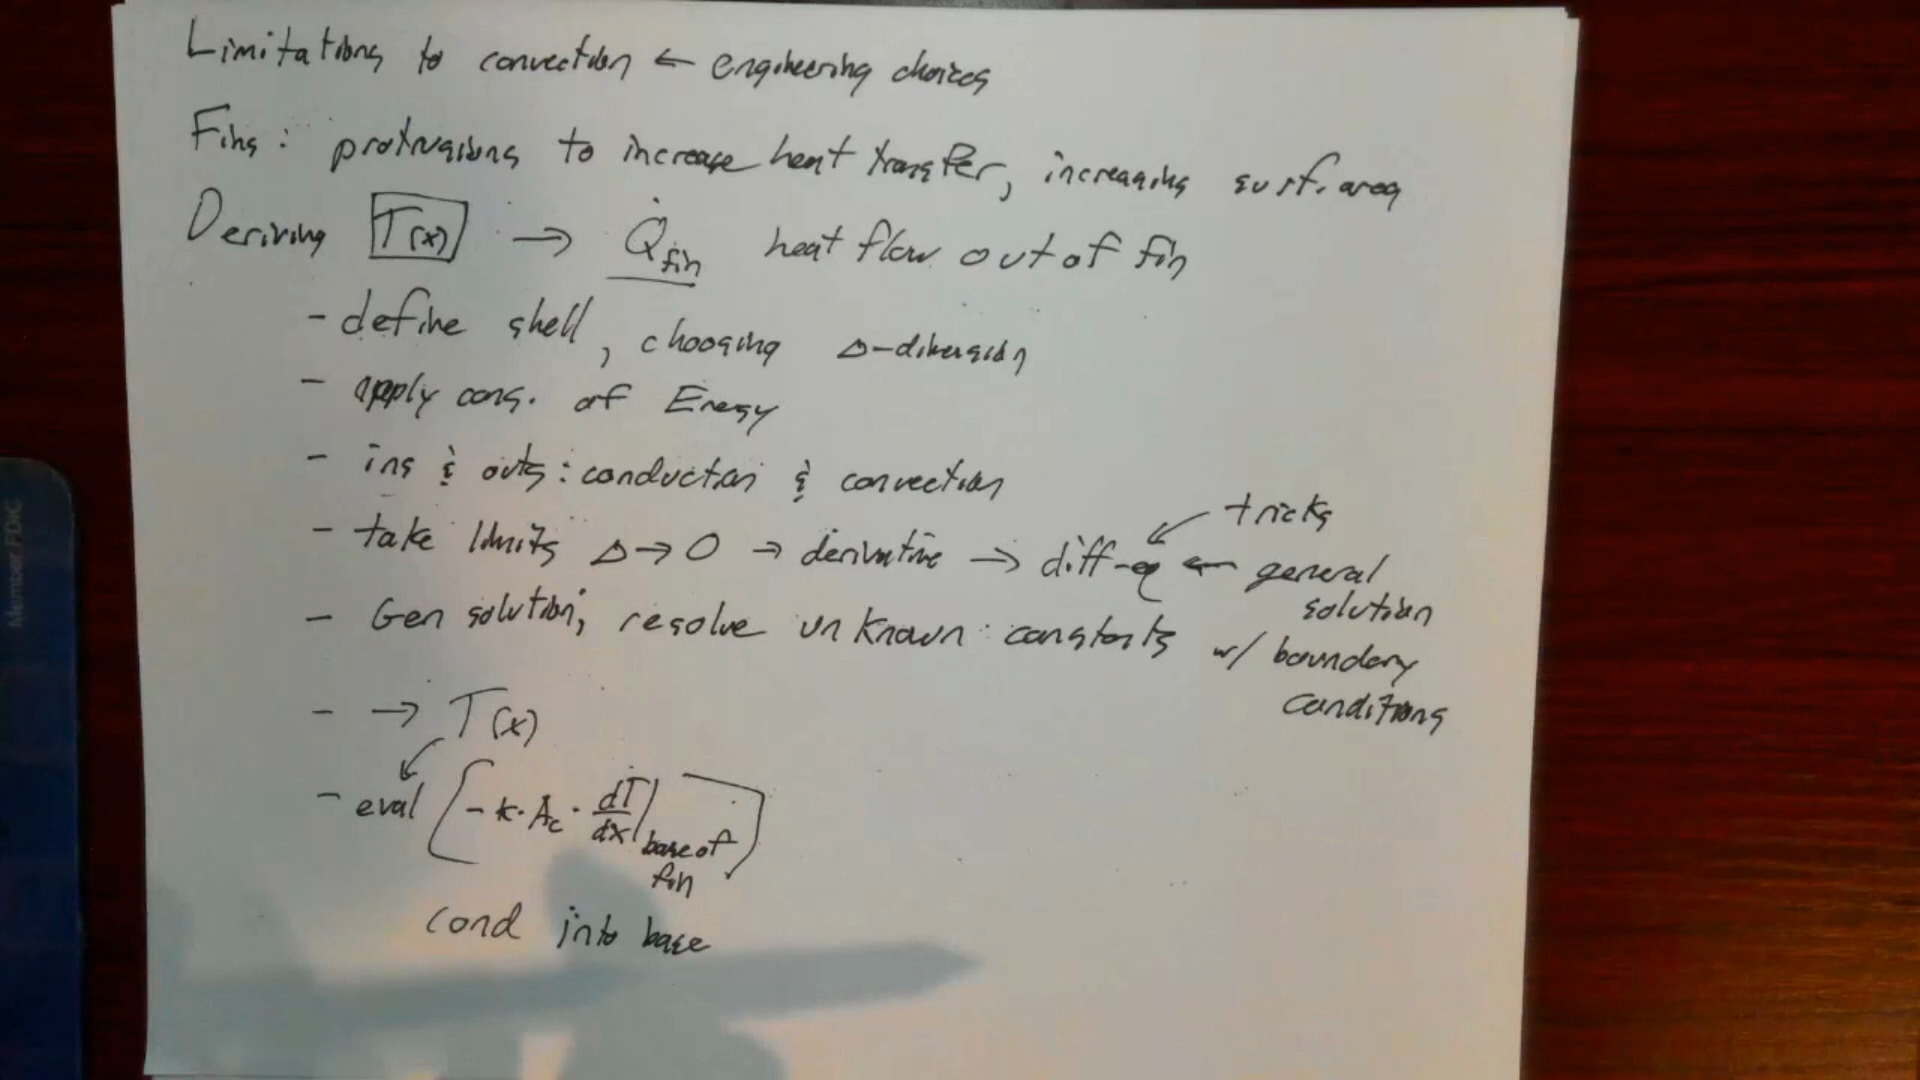 Limitations to convection ← engineering choices
Fins: protrusions to increase heat transfer, increasing surf. area
Deriving T(x) → Q̇fin heat flow out of fin
- define shell, choosing Δ-dimension
- apply cons. of Energy
- ins & outs: conduction & convection
- take limits Δ→0 → derivative → diff-eq ← general solution
tricks
- Gen solution; resolve unknown constants w/ boundary conditions
- → T(x)
- eval [-k·Ac·dT/dx|base of fin]
cond into base
Member FDIC